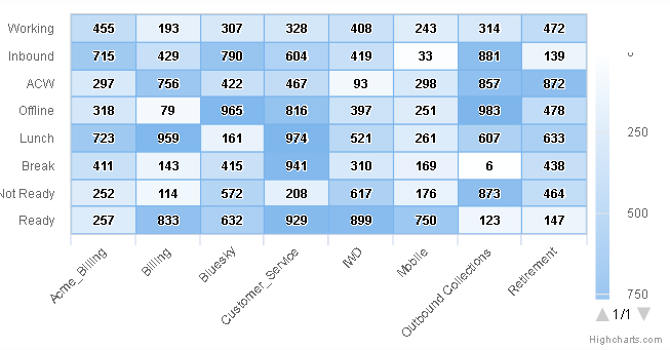 Working 455 193 307 328 408 243 314 472
Inbound 715 429 790 604 419 33 881 139
ACW 297 756 422 467 93 298 857 872
Offline 318 79 965 816 397 251 983 478
Lunch 723 959 161 974 521 261 607 633
Break 411 143 415 941 310 169 6 438
Not Ready 252 114 572 208 617 176 873 464
Ready 257 833 632 929 899 750 123 147
Acme_Billing Billing Bluesky Customer_Service IWD Mobile Outbound Collections Retirement
0
250
500
750
▲ 1/1 ▼
Highcharts.com